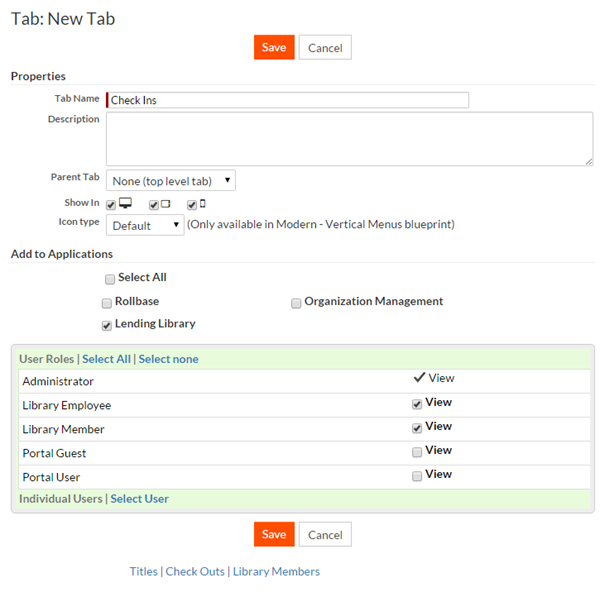 Tab: New Tab
Save Cancel
Properties
Tab Name Check Ins
Description
Parent Tab None (top level tab)
Show In
Icon type Default (Only available in Modern - Vertical Menus blueprint)
Add to Applications
Select All
Rollbase Organization Management
Lending Library
User Roles | Select All | Select none
Administrator View
Library Employee View
Library Member View
Portal Guest View
Portal User View
Individual Users | Select User
Save Cancel
Titles | Check Outs | Library Members